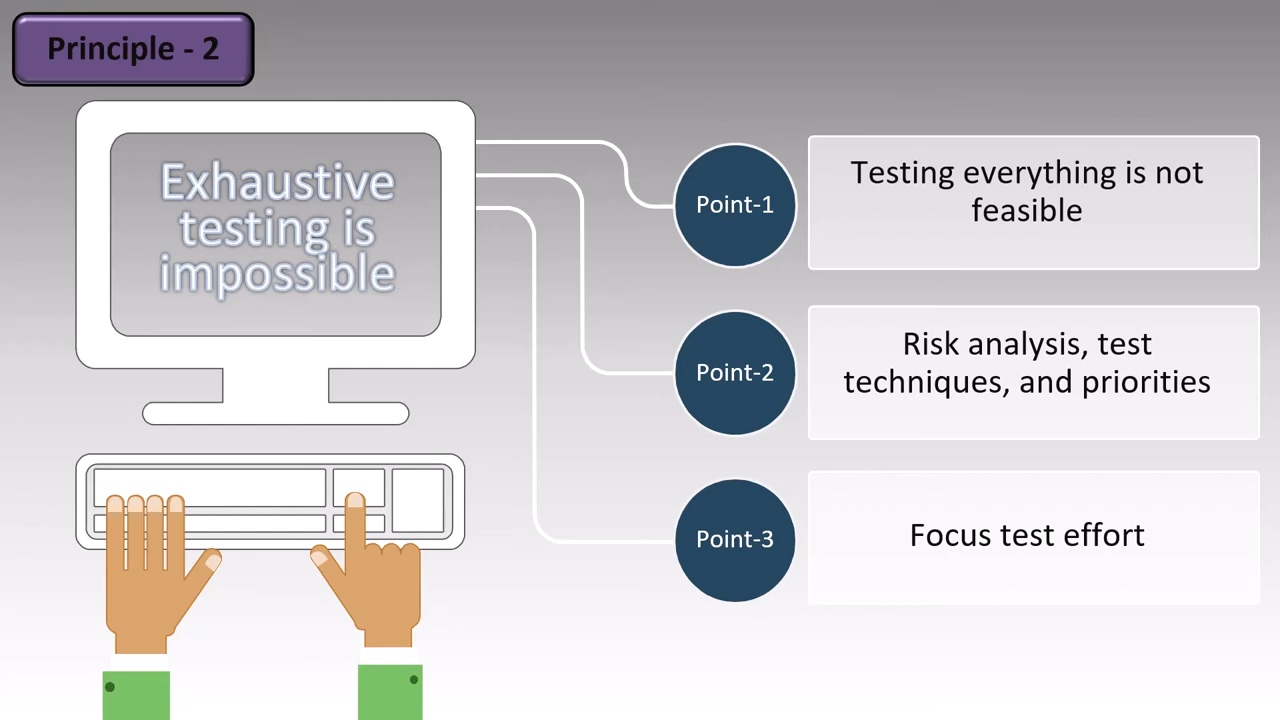 Principle - 2
Exhaustive
testing is
impossible
Point-1
Testing everything is not
feasible
Point-2
Risk analysis, test
techniques, and priorities
Point-3
Focus test effort